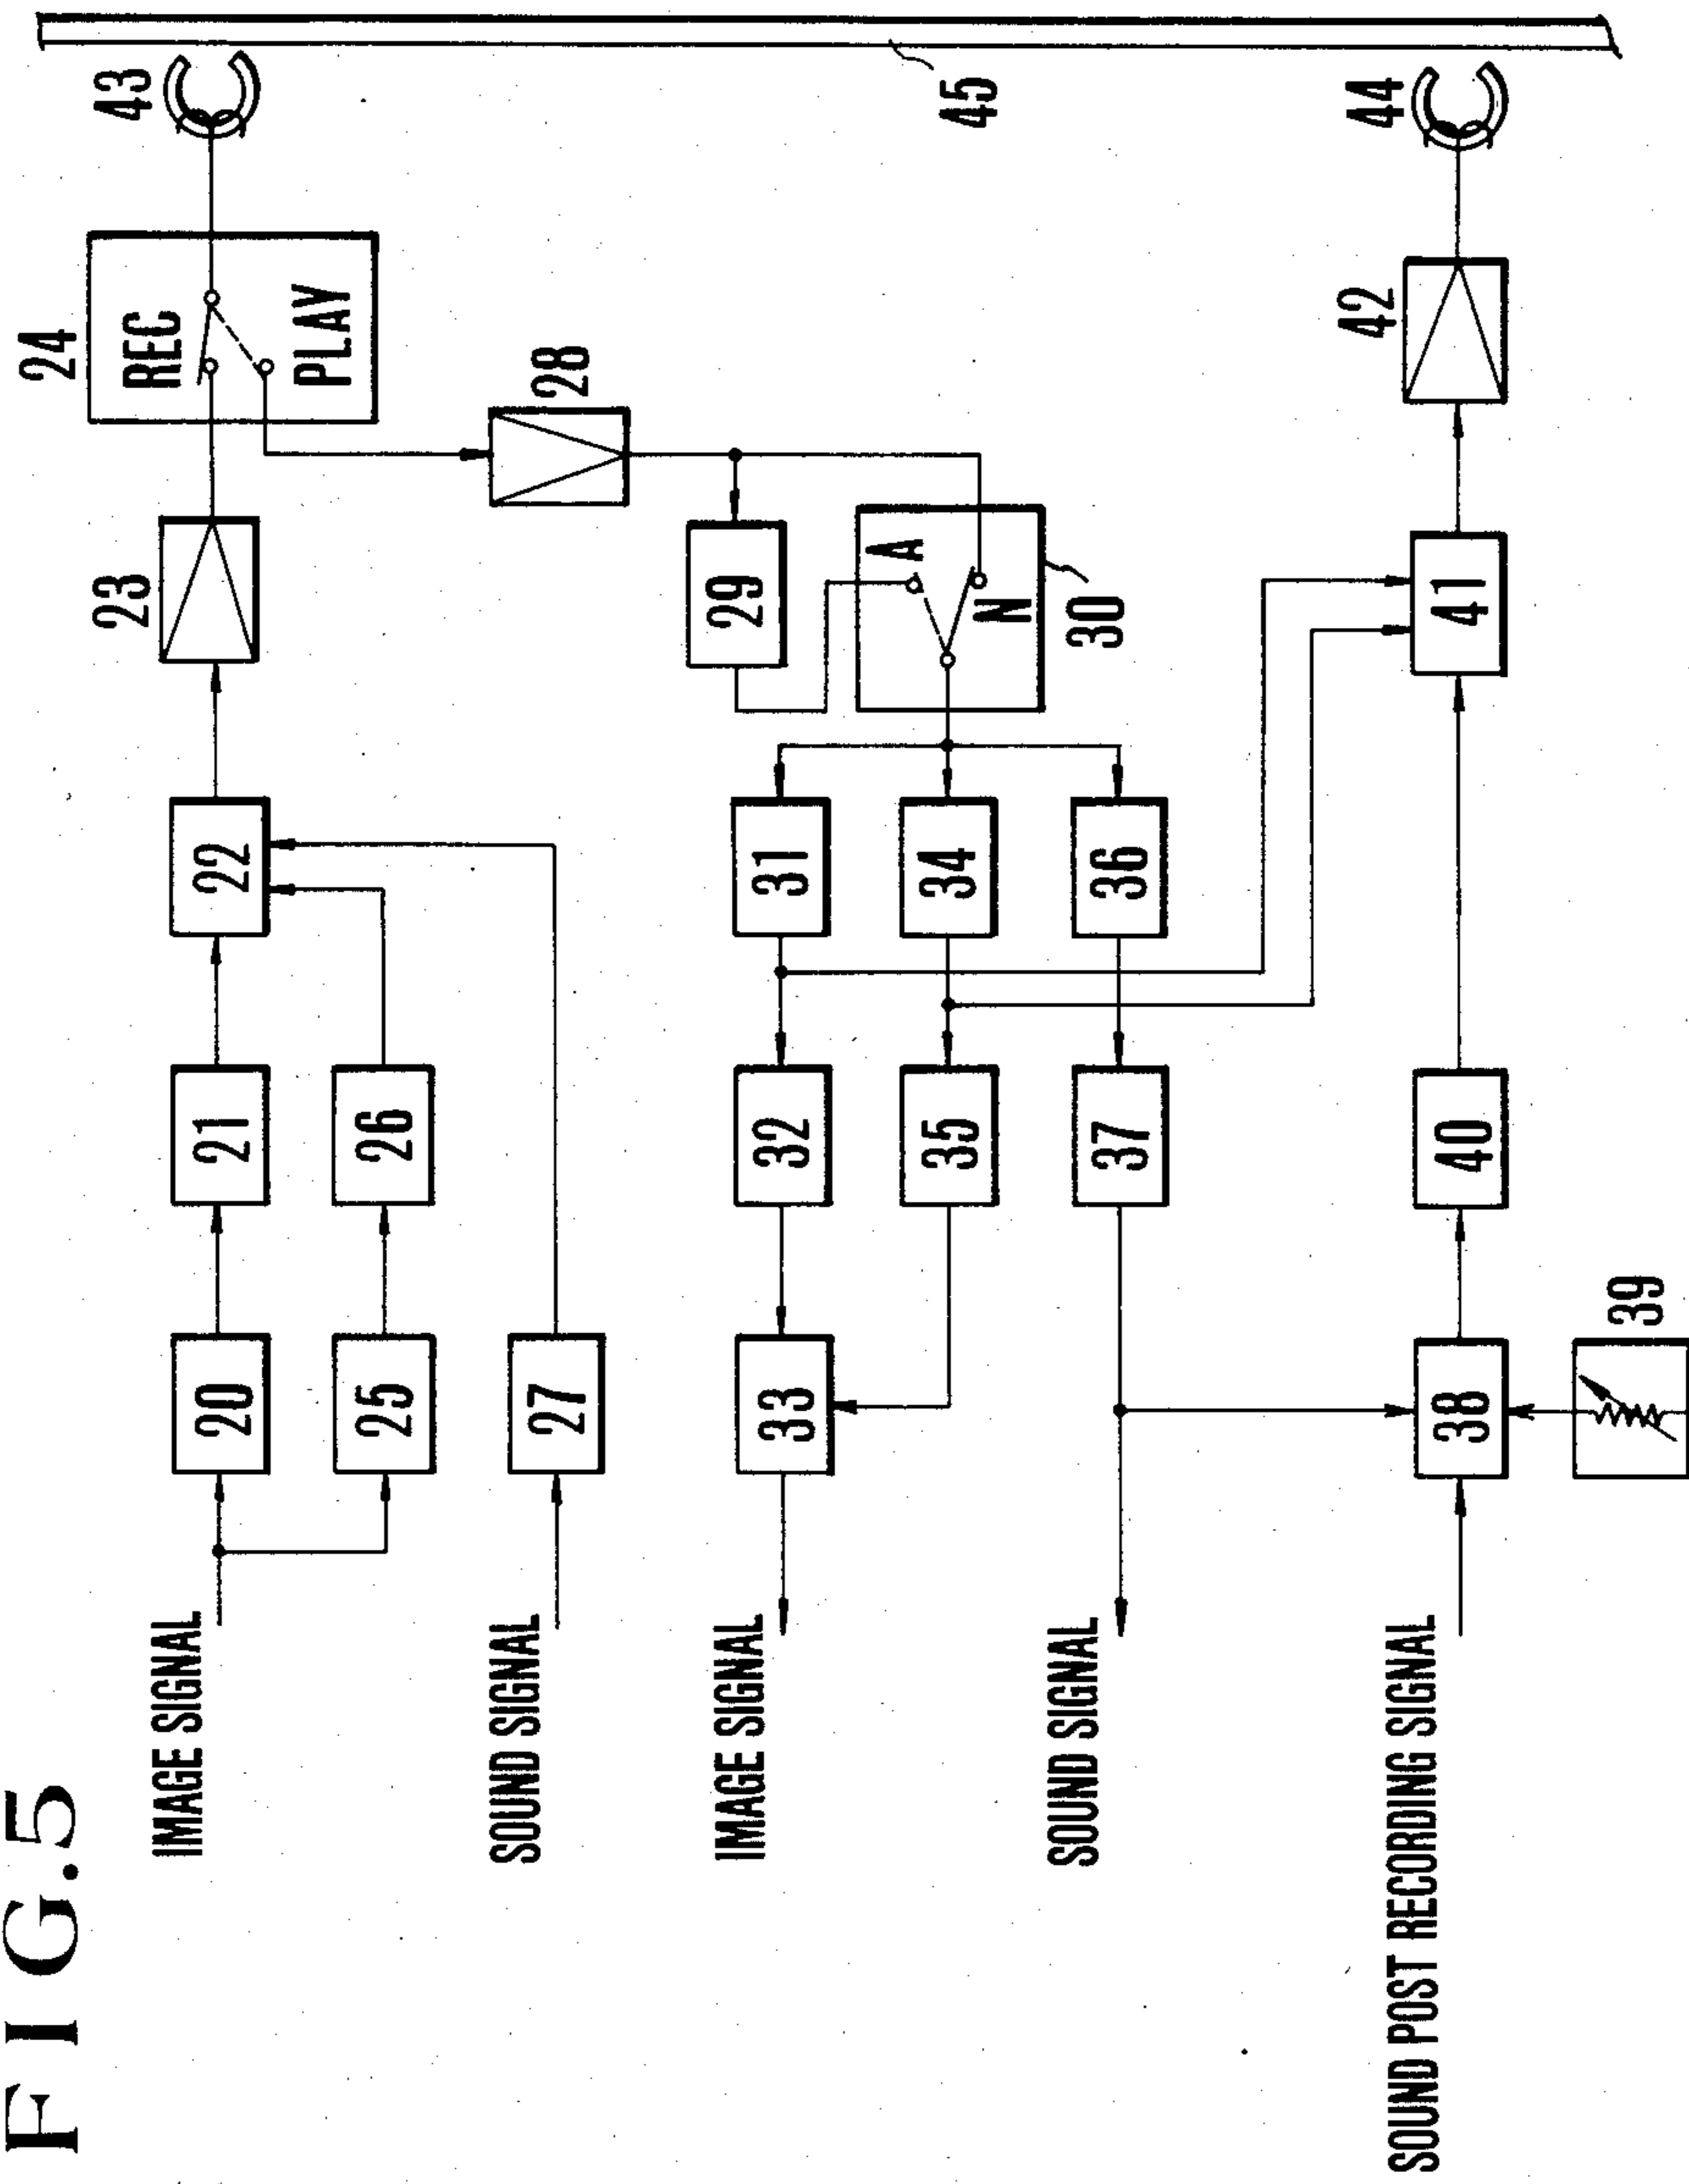 FIG.5
IMAGE SIGNAL
20
21
22
23
24
REC
PLAY
43
25
26
SOUND SIGNAL
27
28
29
A
N
30
45
IMAGE SIGNAL
33
32
31
35
34
SOUND SIGNAL
37
36
SOUND POST RECORDING SIGNAL
38
39
40
41
42
44